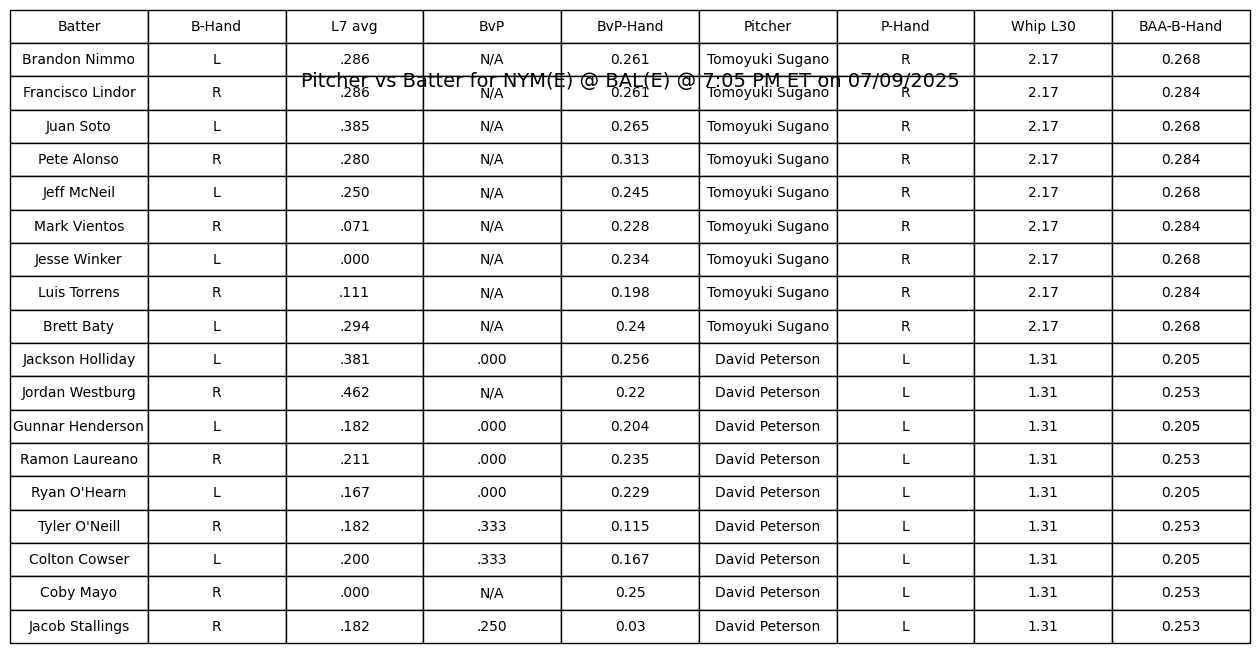 Batter B-Hand L7 avg BvP BvP-Hand Pitcher P-Hand Whip L30 BAA-B-Hand
Brandon Nimmo L .286 N/A 0.261 Tomoyuki Sugano R 2.17 0.268
Pitcher vs Batter for NYM(E) @ BAL(E) @ 7:05 PM ET on 07/09/2025
Francisco Lindor R .286 N/A 0.261 Tomoyuki Sugano R 2.17 0.284
Juan Soto L .385 N/A 0.265 Tomoyuki Sugano R 2.17 0.268
Pete Alonso R .280 N/A 0.313 Tomoyuki Sugano R 2.17 0.284
Jeff McNeil L .250 N/A 0.245 Tomoyuki Sugano R 2.17 0.268
Mark Vientos R .071 N/A 0.228 Tomoyuki Sugano R 2.17 0.284
Jesse Winker L .000 N/A 0.234 Tomoyuki Sugano R 2.17 0.268
Luis Torrens R .111 N/A 0.198 Tomoyuki Sugano R 2.17 0.284
Brett Baty L .294 N/A 0.24 Tomoyuki Sugano R 2.17 0.268
Jackson Holliday L .381 .000 0.256 David Peterson L 1.31 0.205
Jordan Westburg R .462 N/A 0.22 David Peterson L 1.31 0.253
Gunnar Henderson L .182 .000 0.204 David Peterson L 1.31 0.205
Ramon Laureano R .211 .000 0.235 David Peterson L 1.31 0.253
Ryan O'Hearn L .167 .000 0.229 David Peterson L 1.31 0.205
Tyler O'Neill R .182 .333 0.115 David Peterson L 1.31 0.253
Colton Cowser L .200 .333 0.167 David Peterson L 1.31 0.205
Coby Mayo R .000 N/A 0.25 David Peterson L 1.31 0.253
Jacob Stallings R .182 .250 0.03 David Peterson L 1.31 0.253